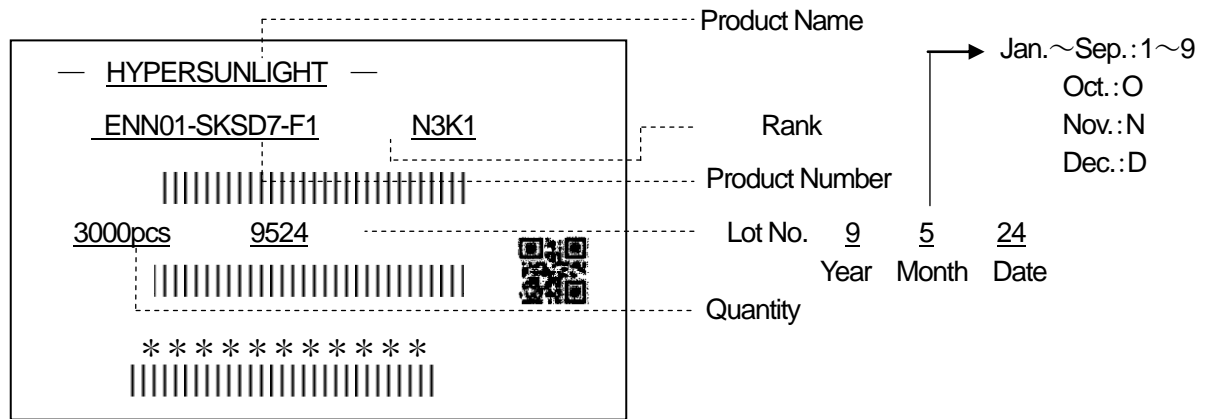 Product Name
— HYPERSUNLIGHT —
ENN01-SKSD7-F1 N3K1
Rank
Product Number
3000pcs 9524
Lot No. 9 5 24
Year Month Date
Quantity
***********
Jan.～Sep.:1～9
Oct.:O
Nov.:N
Dec.:D